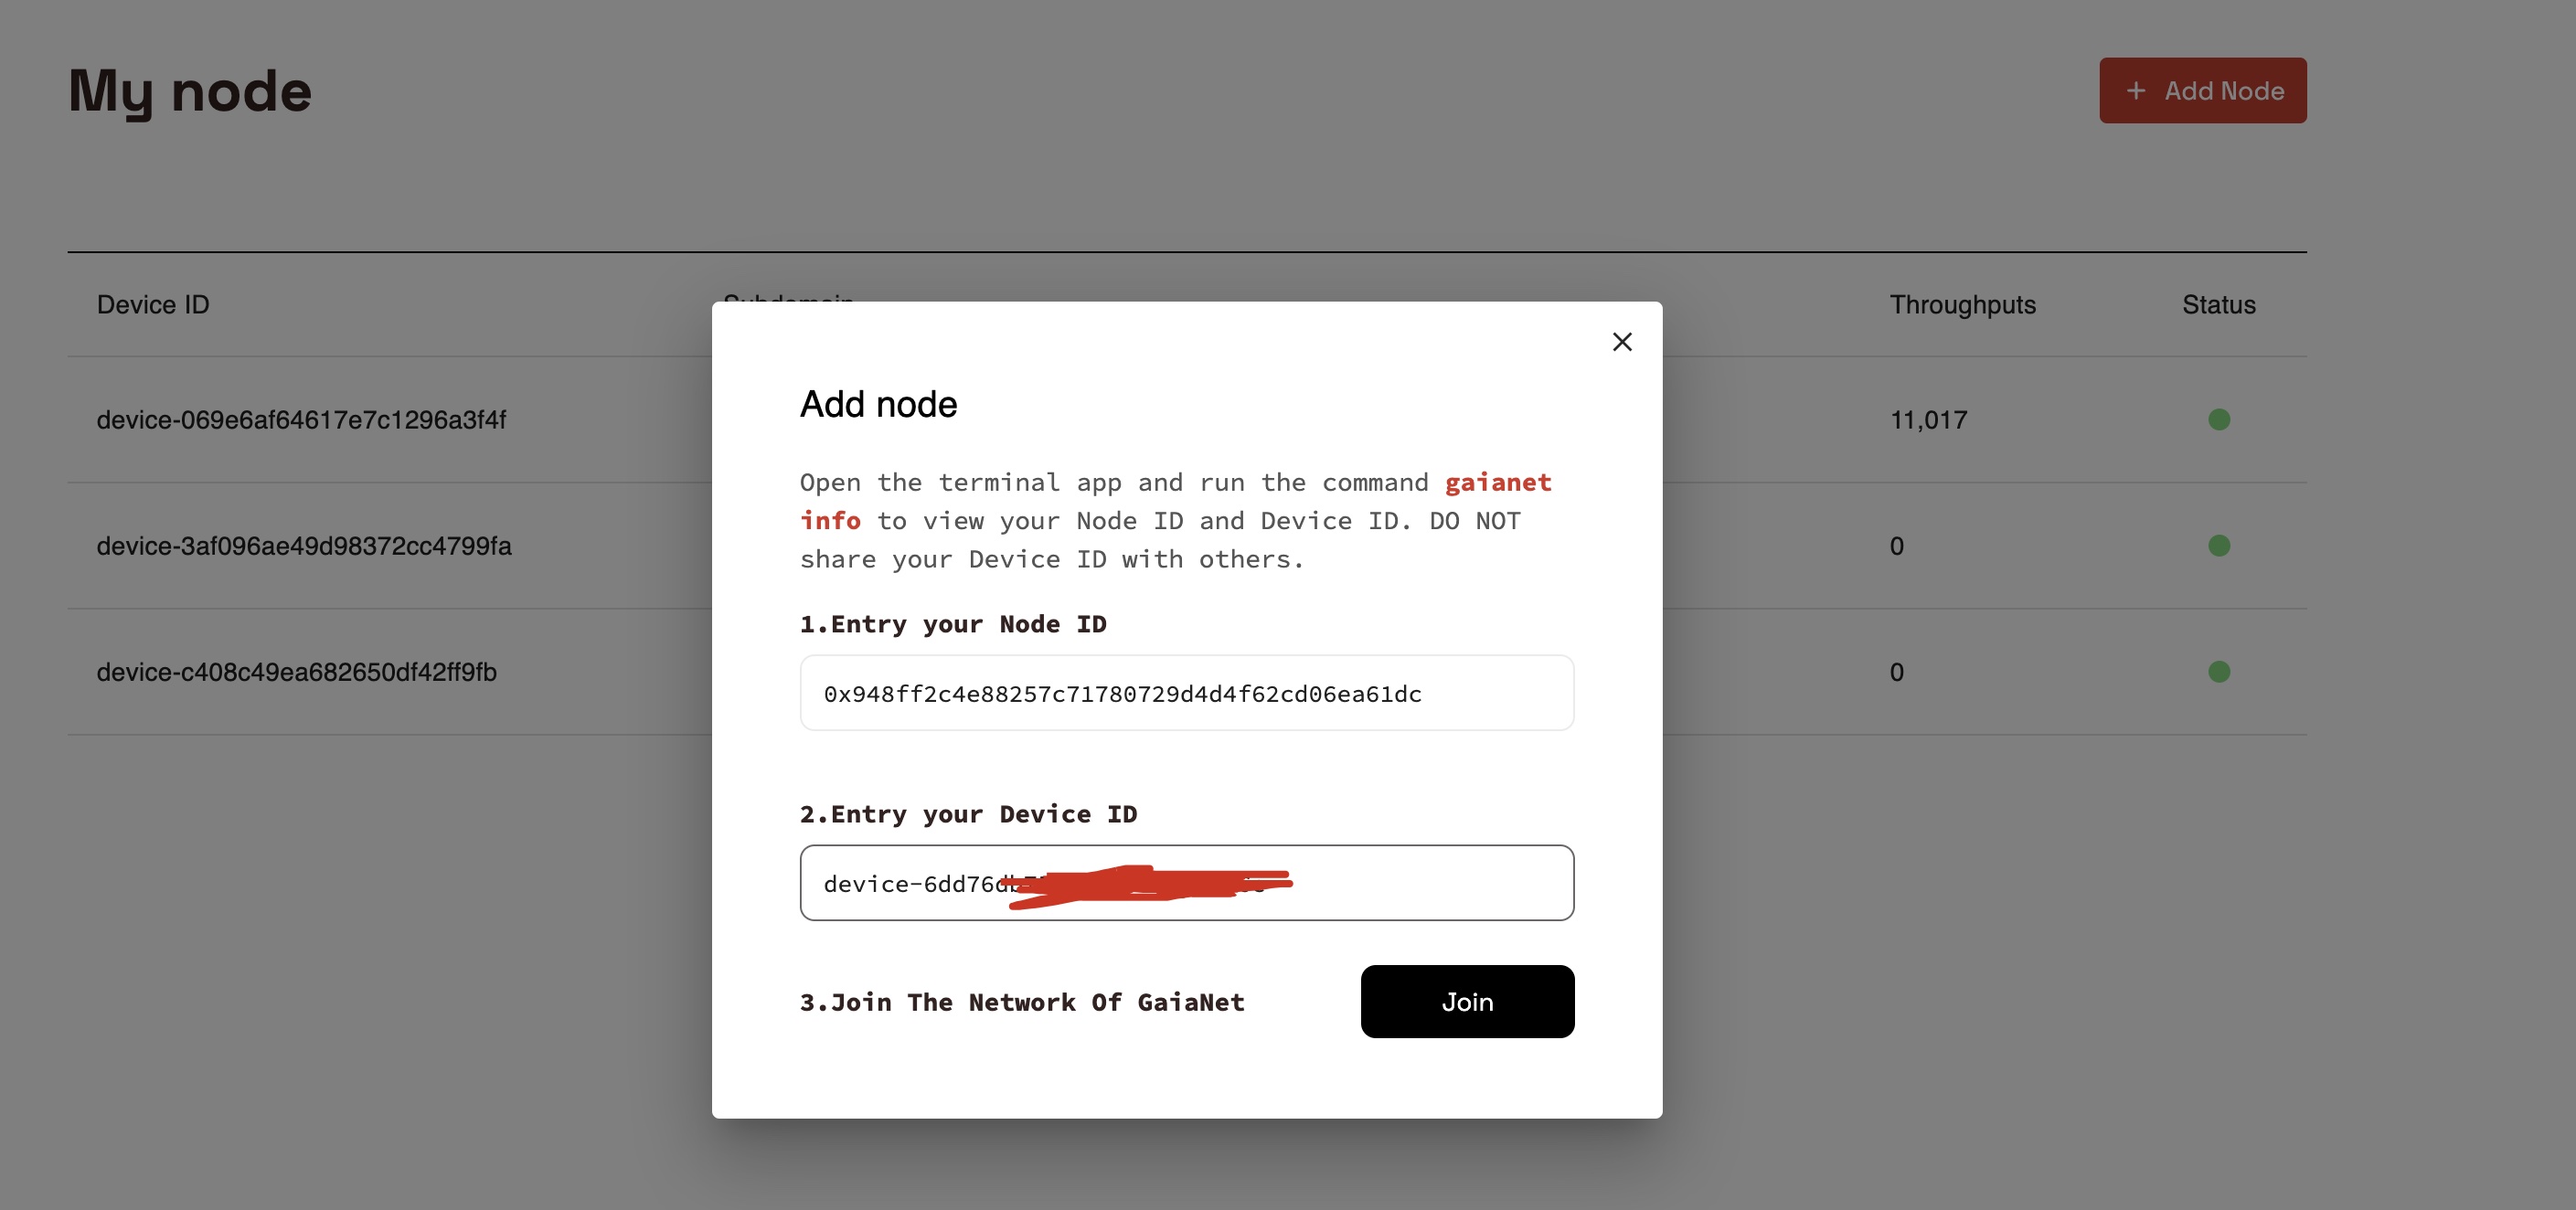 My node
+ Add Node
Device ID
Throughputs
Status
device-069e6af64617e7c1296a3f4f
11,017
device-3af096ae49d98372cc4799fa
0
device-c408c49ea682650df42ff9fb
0
Add node
Open the terminal app and run the command gaianet
info to view your Node ID and Device ID. DO NOT
share your Device ID with others.
1.Entry your Node ID
0x948ff2c4e88257c71780729d4d4f62cd06ea61dc
2.Entry your Device ID
device-6dd76d
3.Join The Network Of GaiaNet
Join